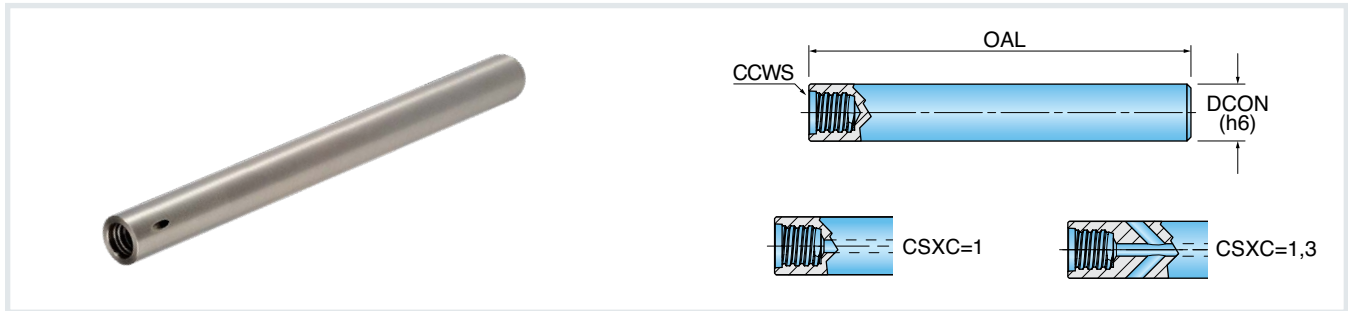 OAL
CCWS
DCON
(h6)
CSXC=1
CSXC=1,3